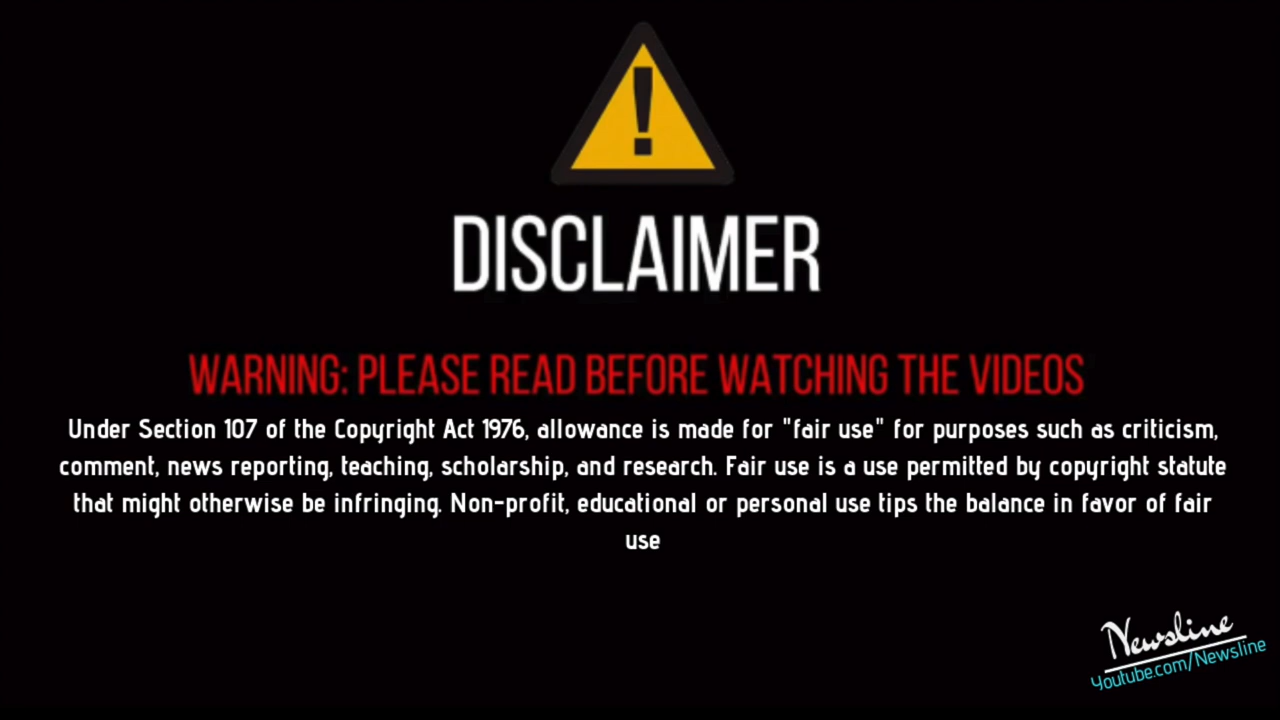 !
DISCLAIMER
WARNING: PLEASE READ BEFORE WATCHING THE VIDEOS
Under Section 107 of the Copyright Act 1976, allowance is made for "fair use" for purposes such as criticism,
comment, news reporting, teaching, scholarship, and research. Fair use is a use permitted by copyright statute
that might otherwise be infringing. Non-profit, educational or personal use tips the balance in favor of fair
use
Newsline
Youtube.com/Newsline